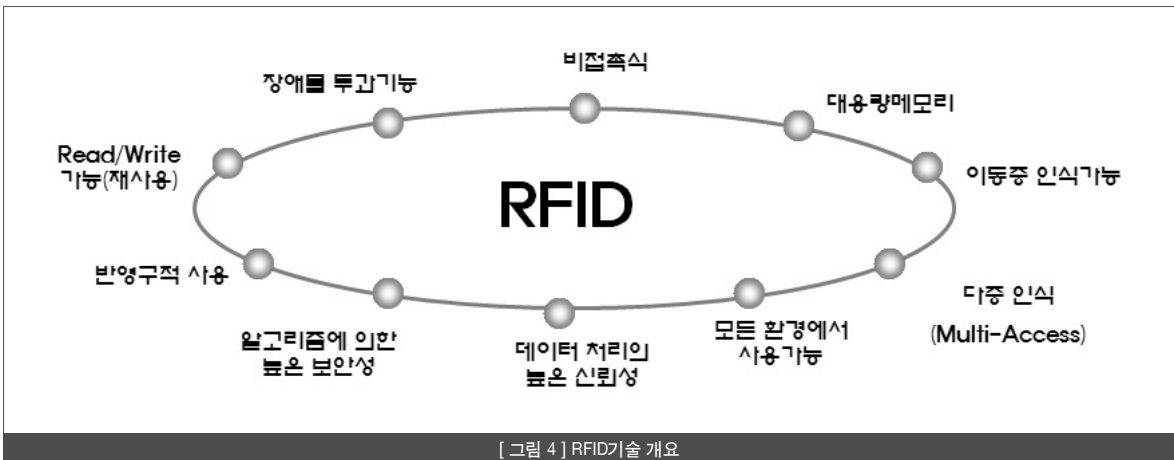 비접촉식
장애물 투과기능
대용량메모리
Read/Write
가능(재사용)
이동중 인식가능
RFID
반영구적 사용
다중 인식
(Multi-Access)
알고리즘에 의한
높은 보안성
데이터 처리의
높은 신뢰성
모든 환경에서
사용가능
[ 그림 4 ] RFID기술 개요